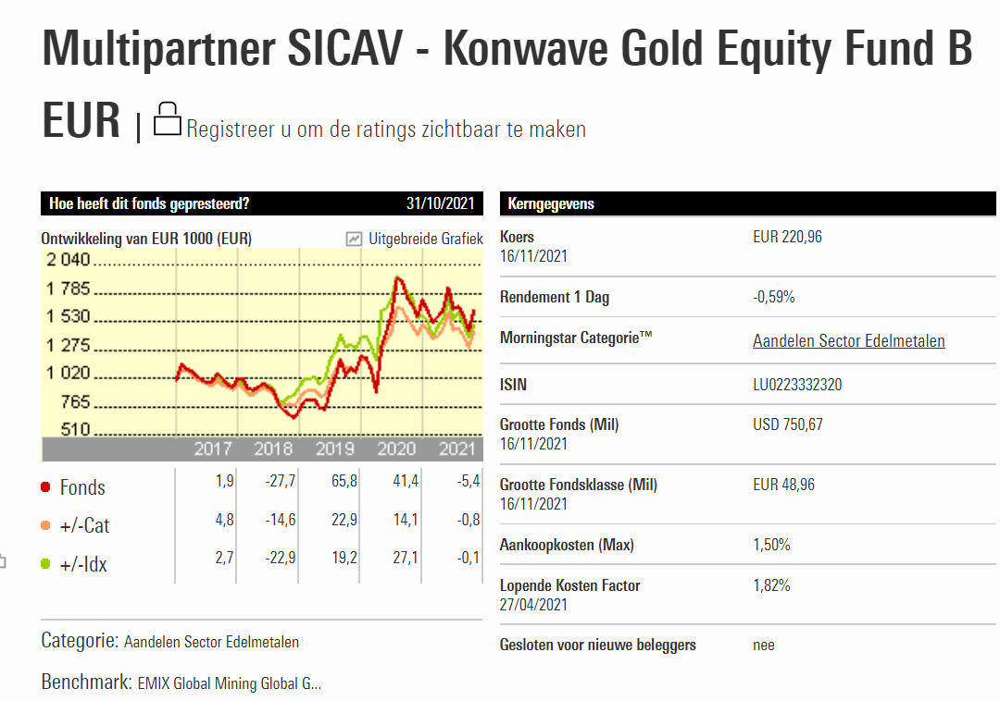 Multipartner SICAV - Konwave Gold Equity Fund B
EUR | Registreer u om de ratings zichtbaar te maken
Hoe heeft dit fonds gepresteerd? 31/10/2021
Ontwikkeling van EUR 1000 (EUR) Uitgebreide Grafiek
2 040
1 785
1 530
1 275
1 020
765
510
2017 2018 2019 2020 2021
Fonds 1,9 -27,7 65,8 41,4 -5,4
+/-Cat 4,8 -14,6 22,9 14,1 -0,8
+/-Idx 2,7 -22,9 19,2 27,1 -0,1
Categorie: Aandelen Sector Edelmetalen
Benchmark: EMIX Global Mining Global G...
Kerngegevens
Koers EUR 220,96
16/11/2021
Rendement 1 Dag -0,59%
Morningstar Categorie™ Aandelen Sector Edelmetalen
ISIN LU0223332320
Grootte Fonds (Mil) USD 750,67
16/11/2021
Grootte Fondsklasse (Mil) EUR 48,96
16/11/2021
Aankoopkosten (Max) 1,50%
Lopende Kosten Factor 1,82%
27/04/2021
Gesloten voor nieuwe beleggers nee